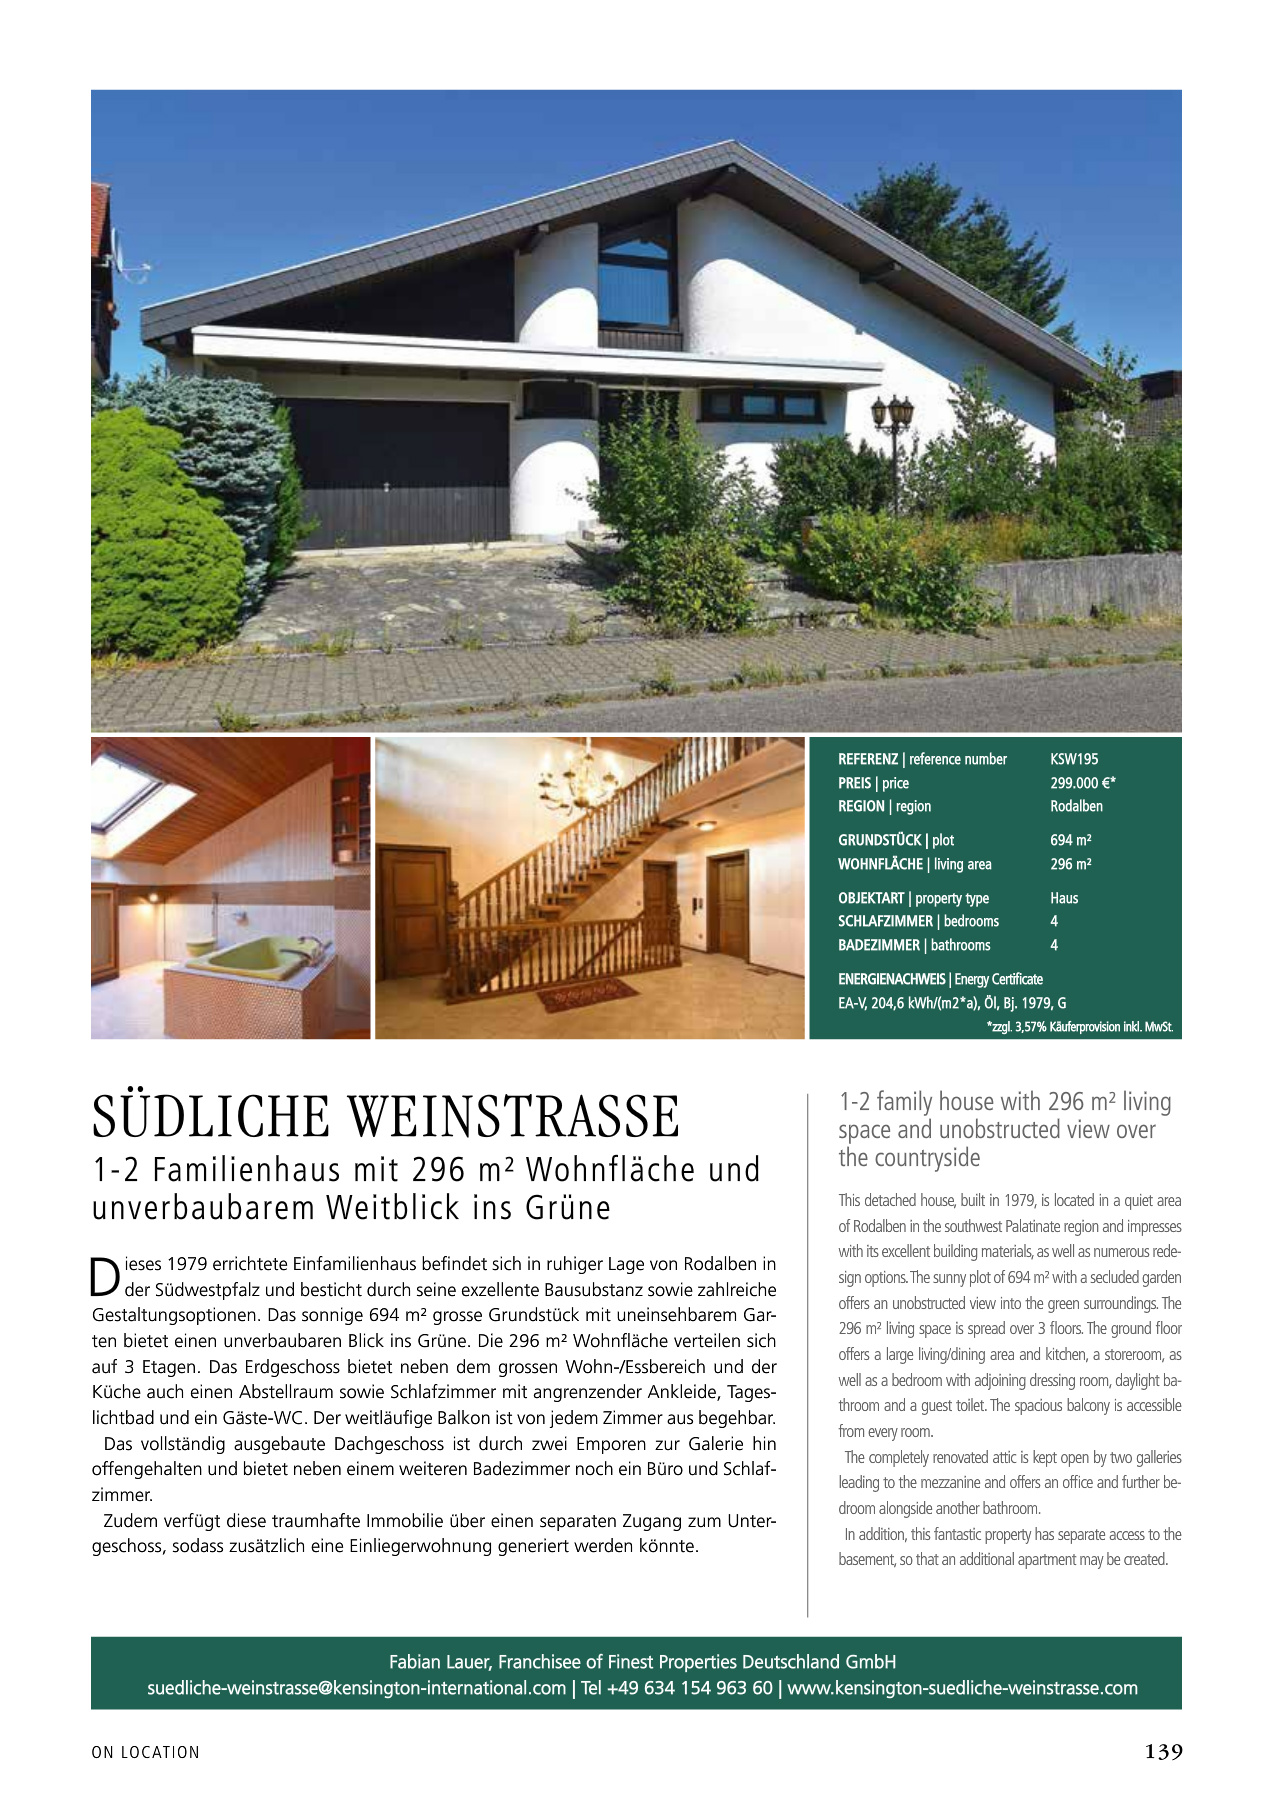 REFERENZ | reference number KSW195
PREIS | price 299.000 €*
REGION | region Rodalben
GRUNDSTÜCK | plot 694 m²
WOHNFLÄCHE | living area 296 m²
OBJEKTART | property type Haus
SCHLAFZIMMER | bedrooms 4
BADEZIMMER | bathrooms 4
ENERGIENACHWEIS | Energy Certificate
EA-V, 204,6 kWh/(m2*a), Öl, Bj. 1979, G
*zzgl. 3,57% Käuferprovision inkl. MwSt.
SÜDLICHE WEINSTRASSE
1-2 Familienhaus mit 296 m² Wohnfläche und
unverbaubarem Weitblick ins Grüne
Dieses 1979 errichtete Einfamilienhaus befindet sich in ruhiger Lage von Rodalben in
der Südwestpfalz und besticht durch seine exzellente Bausubstanz sowie zahlreiche
Gestaltungsoptionen. Das sonnige 694 m² grosse Grundstück mit uneinsehbarem Gar-
ten bietet einen unverbaubaren Blick ins Grüne. Die 296 m² Wohnfläche verteilen sich
auf 3 Etagen. Das Erdgeschoss bietet neben dem grossen Wohn-/Essbereich und der
Küche auch einen Abstellraum sowie Schlafzimmer mit angrenzender Ankleide, Tages-
lichtbad und ein Gäste-WC. Der weitläufige Balkon ist von jedem Zimmer aus begehbar.
Das vollständig ausgebaute Dachgeschoss ist durch zwei Emporen zur Galerie hin
offengehalten und bietet neben einem weiteren Badezimmer noch ein Büro und Schlaf-
zimmer.
Zudem verfügt diese traumhafte Immobilie über einen separaten Zugang zum Unter-
geschoss, sodass zusätzlich eine Einliegerwohnung generiert werden könnte.
1-2 family house with 296 m² living
space and unobstructed view over
the countryside
This detached house, built in 1979, is located in a quiet area
of Rodalben in the southwest Palatinate region and impresses
with its excellent building materials, as well as numerous rede-
sign options. The sunny plot of 694 m² with a secluded garden
offers an unobstructed view into the green surroundings. The
296 m² living space is spread over 3 floors. The ground floor
offers a large living/dining area and kitchen, a storeroom, as
well as a bedroom with adjoining dressing room, daylight ba-
throom and a guest toilet. The spacious balcony is accessible
from every room.
The completely renovated attic is kept open by two galleries
leading to the mezzanine and offers an office and further be-
droom alongside another bathroom.
In addition, this fantastic property has separate access to the
basement, so that an additional apartment may be created.
Fabian Lauer, Franchisee of Finest Properties Deutschland GmbH
suedliche-weinstrasse@kensington-international.com | Tel +49 634 154 963 60 | www.kensington-suedliche-weinstrasse.com
ON LOCATION
139